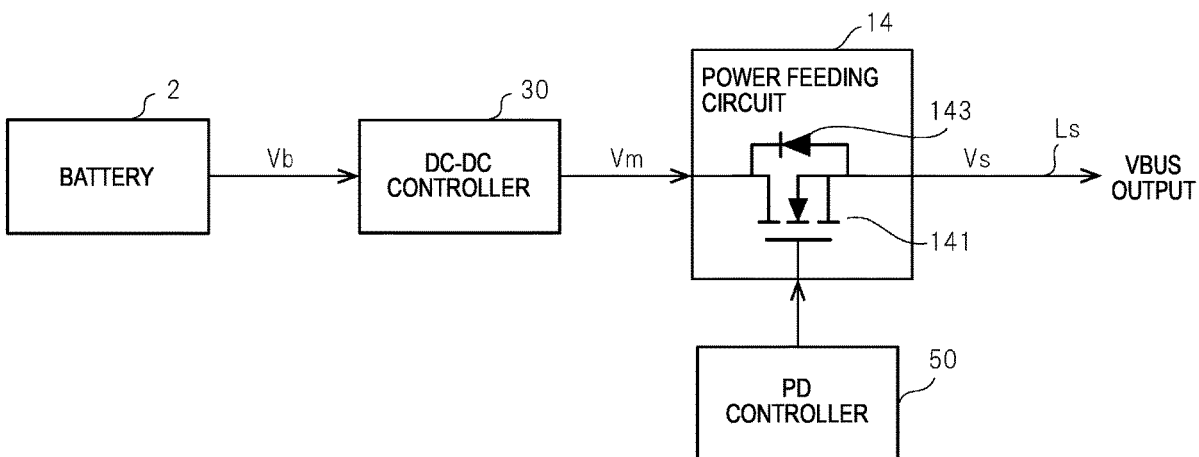 14
2
30
POWER FEEDING
CIRCUIT
143
Ls
BATTERY
Vb
DC-DC
CONTROLLER
Vm
Vs
VBUS
OUTPUT
141
50
PD
CONTROLLER